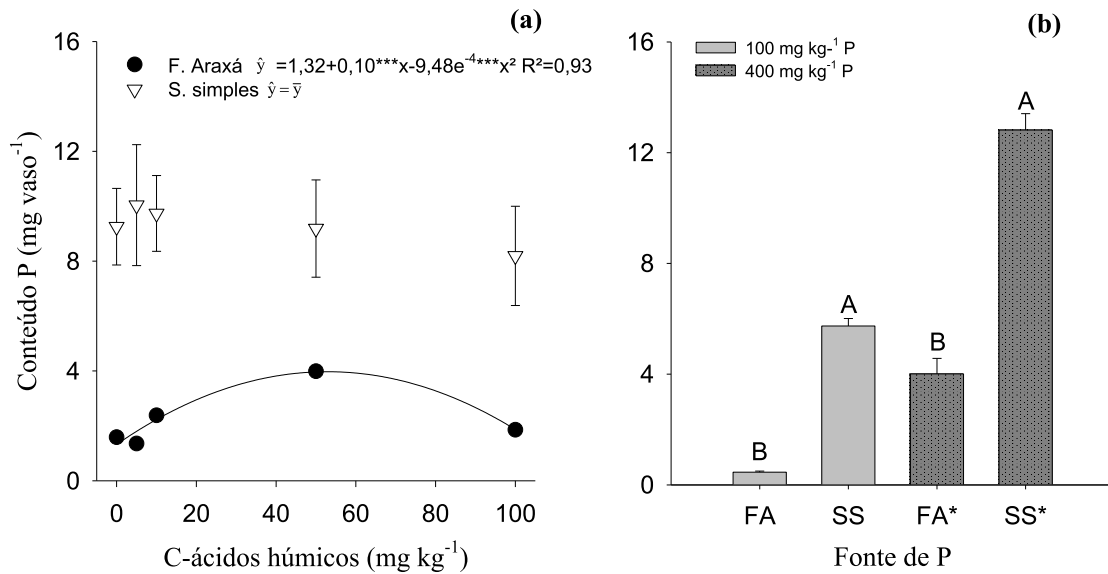 (a)
16
12
8
4
0
Conteúdo P (mg vaso⁻¹)
F. Araxá ŷ =1,32+0,10***x-9,48e⁻⁴***x² R²=0,93
S. simples ŷ = ȳ
0 20 40 60 80 100
C-ácidos húmicos (mg kg⁻¹)
(b)
16
12
8
4
0
100 mg kg-¹ P
400 mg kg⁻¹ P
B
A
B
A
FA SS FA* SS*
Fonte de P